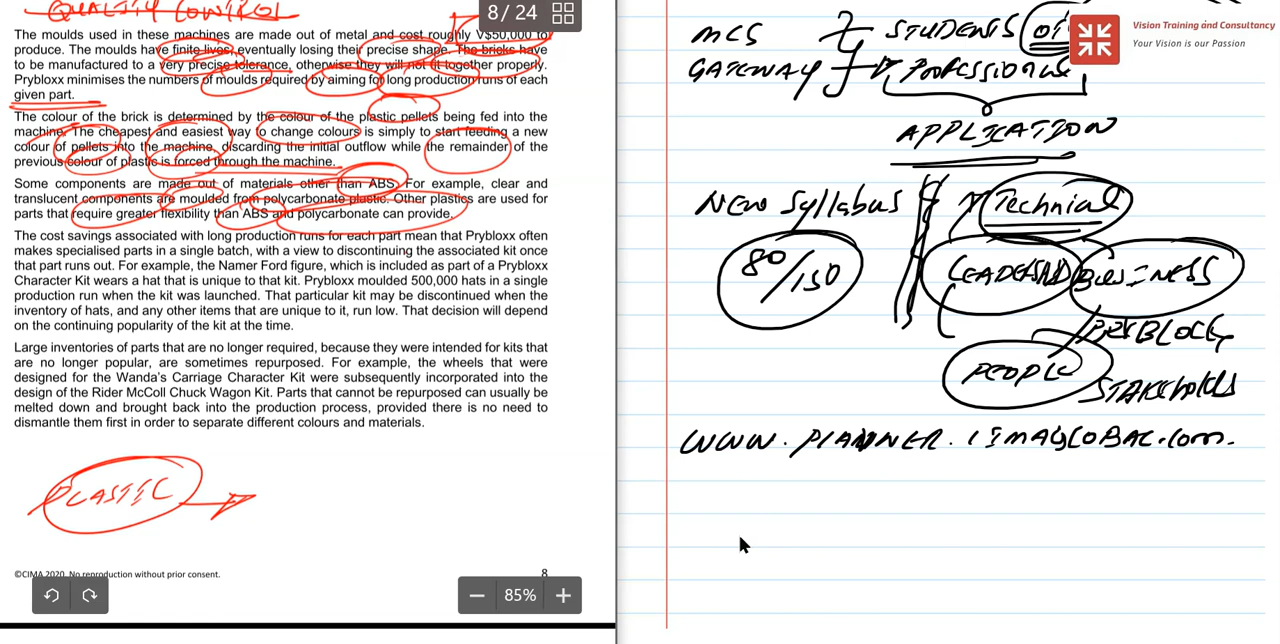 QUALITY CONTROL
8 / 24
The moulds used in these machines are made out of metal and cost roughly V$50,000 to
produce. The moulds have finite lives, eventually losing their precise shape. The bricks have
to be manufactured to a very precise tolerance, otherwise they will not fit together properly.
Prybloxx minimises the numbers of moulds required by aiming for long production runs of each
given part.
The colour of the brick is determined by the colour of the plastic pellets being fed into the
machine. The cheapest and easiest way to change colours is simply to start feeding a new
colour of pellets into the machine, discarding the initial outflow while the remainder of the
previous colour of plastic is forced through the machine.
Some components are made out of materials other than ABS. For example, clear and
translucent components are moulded from polycarbonate plastic. Other plastics are used for
parts that require greater flexibility than ABS and polycarbonate can provide.
The cost savings associated with long production runs for each part mean that Prybloxx often
makes specialised parts in a single batch, with a view to discontinuing the associated kit once
that part runs out. For example, the Namer Ford figure, which is included as part of a Prybloxx
Character Kit wears a hat that is unique to that kit. Prybloxx moulded 500,000 hats in a single
production run when the kit was launched. That particular kit may be discontinued when the
inventory of hats, and any other items that are unique to it, run low. That decision will depend
on the continuing popularity of the kit at the time.
Large inventories of parts that are no longer required, because they were intended for kits that
are no longer popular, are sometimes repurposed. For example, the wheels that were
designed for the Wanda's Carriage Character Kit were subsequently incorporated into the
design of the Rider McColl Chuck Wagon Kit. Parts that cannot be repurposed can usually be
melted down and brought back into the production process, provided there is no need to
dismantle them first in order to separate different colours and materials.
PLASTIC
©CIMA 2020. No reproduction without prior consent.
8
85%
Vision Training and Consultancy
Your Vision is our Passion
MCS STUDENTS
GATEWAY PROFESSIONALS
APPLICATION
New Syllabus Technical
80/150 LEADERSHIP BUSINESS
PRYBLOCK
PEOPLE
STAKEHOLDERS
WWW.PLANNER.CIMAGLOBAL.com.